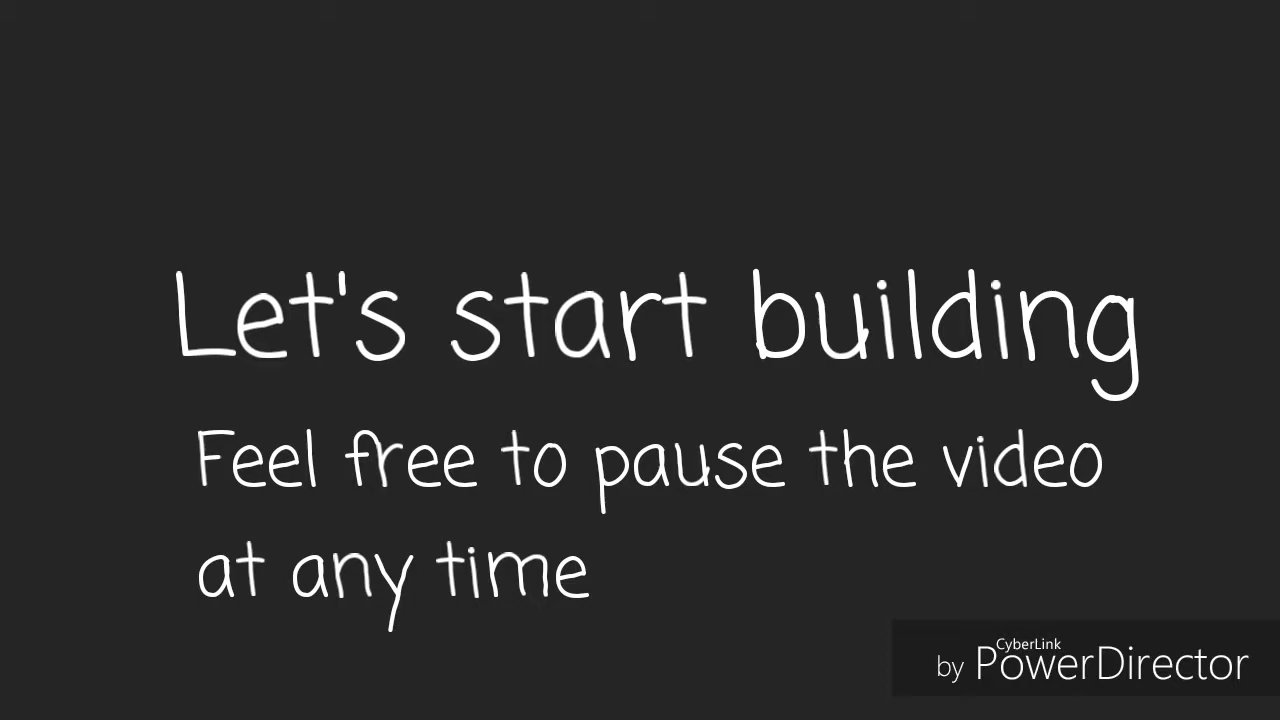 Let's start building
Feel free to pause the video
at any time
CyberLink
by PowerDirector